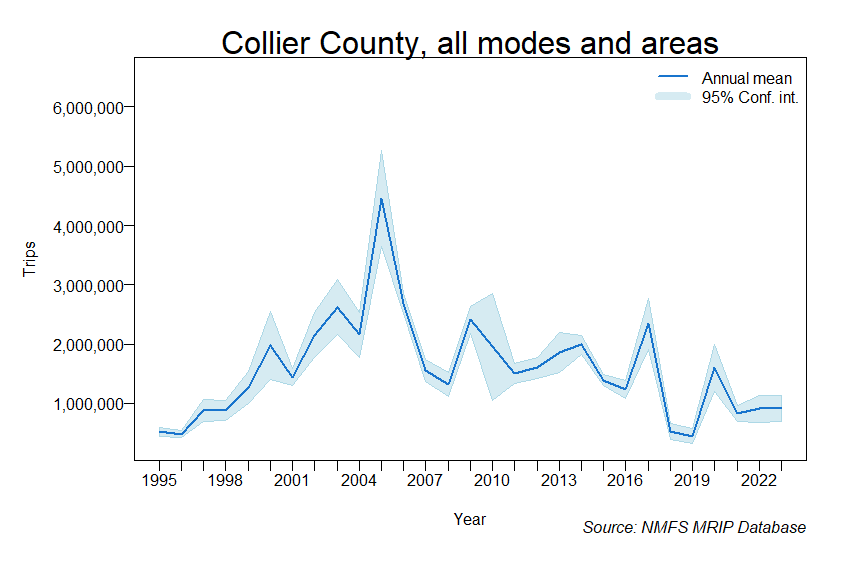 Collier County, all modes and areas
Annual mean
95% Conf. int.
6,000,000
5,000,000
4,000,000
3,000,000
2,000,000
1,000,000
Trips
1995 1998 2001 2004 2007 2010 2013 2016 2019 2022
Year
Source: NMFS MRIP Database